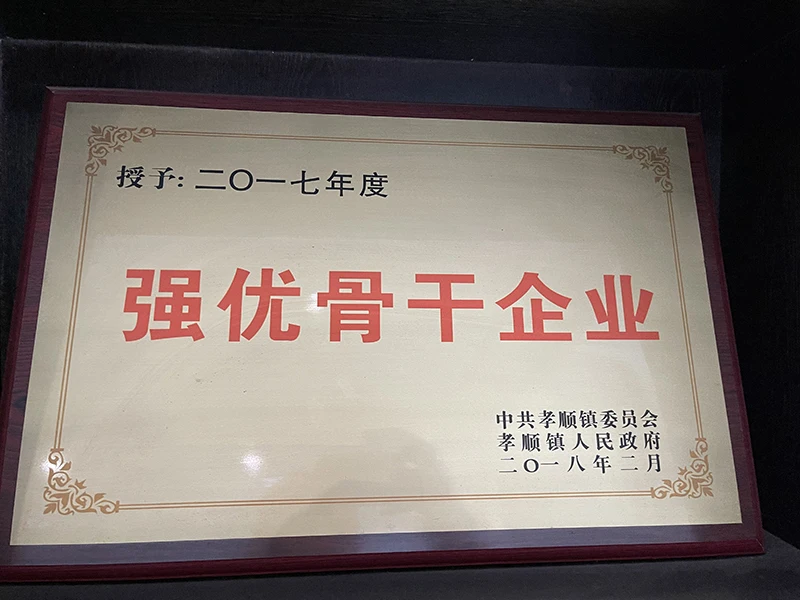 授予:二〇一七年度
强优骨干企业
中共孝顺镇委员会
孝顺镇人民政府
二〇一八年二月